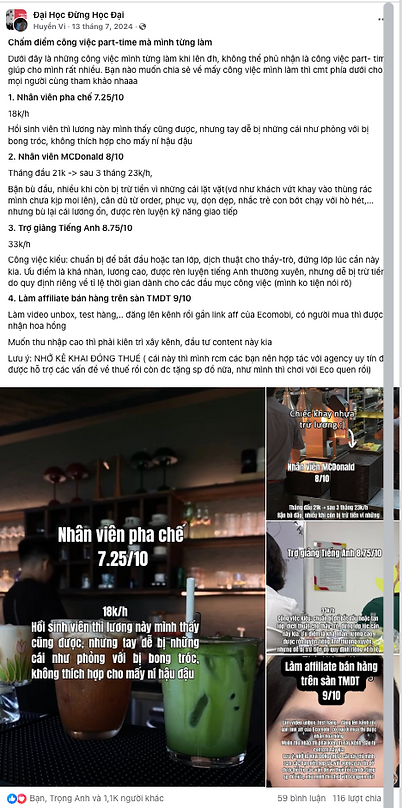 Đại Học Đừng Học Đại
Huyền Vi · 13 tháng 7, 2024 ·
Chấm điểm công việc part-time mà mình từng làm
Dưới đây là những công việc mình từng làm khi lên đh, không thể phủ nhận là công việc part- tim
giúp cho mình rất nhiều. Bạn nào muốn chia sẻ về mấy công việc mình làm thì cmt phía dưới cho
mọi người cùng tham khảo nhaaa
1. Nhân viên pha chế 7.25/10
18k/h
Hồi sinh viên thì lương này mình thấy cũng được, nhưng tay dễ bị những cái như phỏng với bị
bong tróc, không thích hợp cho mấy ní hậu đậu
2. Nhân viên MCDonald 8/10
Tháng đầu 21k -> sau 3 tháng 23k/h,
Bận bù đầu, nhiều khi còn bị trừ tiền vì những cái lặt vặt(vd như khách vứt khay vào thùng rác
mình chưa kịp moi lên), cân đủ từ order, phục vụ, dọn dẹp, nhắc trẻ con bớt chạy với hò hét,...
nhưng bù lại cái lương ổn, được rèn luyện kỹ năng giao tiếp
3. Trợ giảng Tiếng Anh 8.75/10
33k/h
Công việc kiểu: chuẩn bị để bắt đầu hoặc tan lớp, dịch thuật cho thầy-trò, đứng lớp lúc cần này
kia. Ưu điểm là khá nhàn, lương cao, được rèn luyện tiếng Anh thường xuyên, nhưng dễ bị trừ tiền
do quy định riêng về tỉ lệ thời gian dành cho các đầu mục công việc (mình ko tiện nói rõ)
4. Làm affiliate bán hàng trên sàn TMDT 9/10
Làm video unbox, test hàng,.. đăng lên kênh rồi gắn link aff của Ecomobi, có người mua thì được
nhận hoa hồng
Muốn thu nhập cao thì phải kiên trì xây kênh, đầu tư content này kia
Lưu ý: NHỚ KÊ KHAI ĐÓNG THUẾ ( cái này thì mình rcm các bạn nên hợp tác với agency uy tín đ
được hỗ trợ các vấn đề về thuế rồi còn dc tặng sp đồ nữa, như mình thì chơi với Eco quen rồi)
Nhân viên pha chế
7.25/10
18k/h
Hồi sinh viên thì lương này mình thấy
cũng được, nhưng tay dễ bị những
cái như phỏng với bị bong tróc,
không thích hợp cho mấy ní hậu đậu
Chiếc khay nhựa
trừ lương:)
Nhân viên MCDonald
8/10
Tháng đầu 21k -> sau 3 tháng 23k/h,
Bận bù đầu, nhiều khi còn bị trừ tiền vì những
Trợ giảng Tiếng Anh 8.75/10
33k/h
Làm affiliate bán hàng
trên sàn TMDT
9/10
Bạn, Trọng Anh và 1,1K người khác
59 bình luận 116 lượt chia